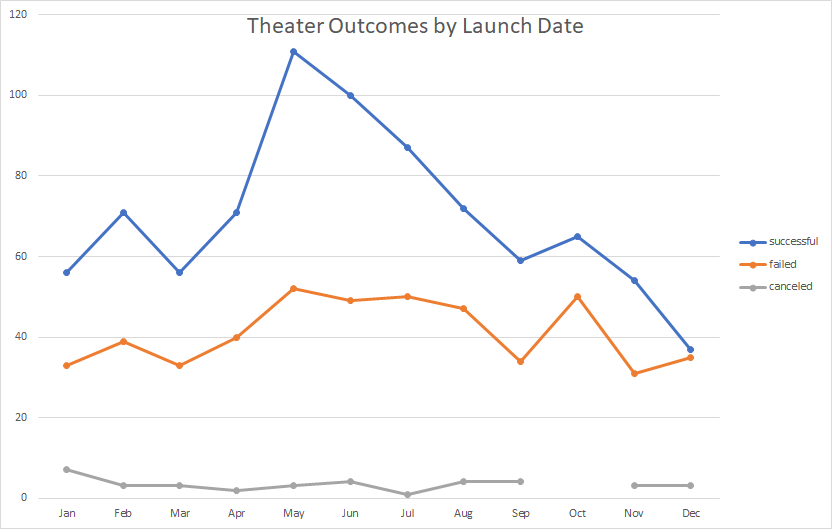 Theater Outcomes by Launch Date
120
100
80
60
40
20
0
Jan Feb Mar Apr May Jun Jul Aug Sep Oct Nov Dec
successful
failed
canceled